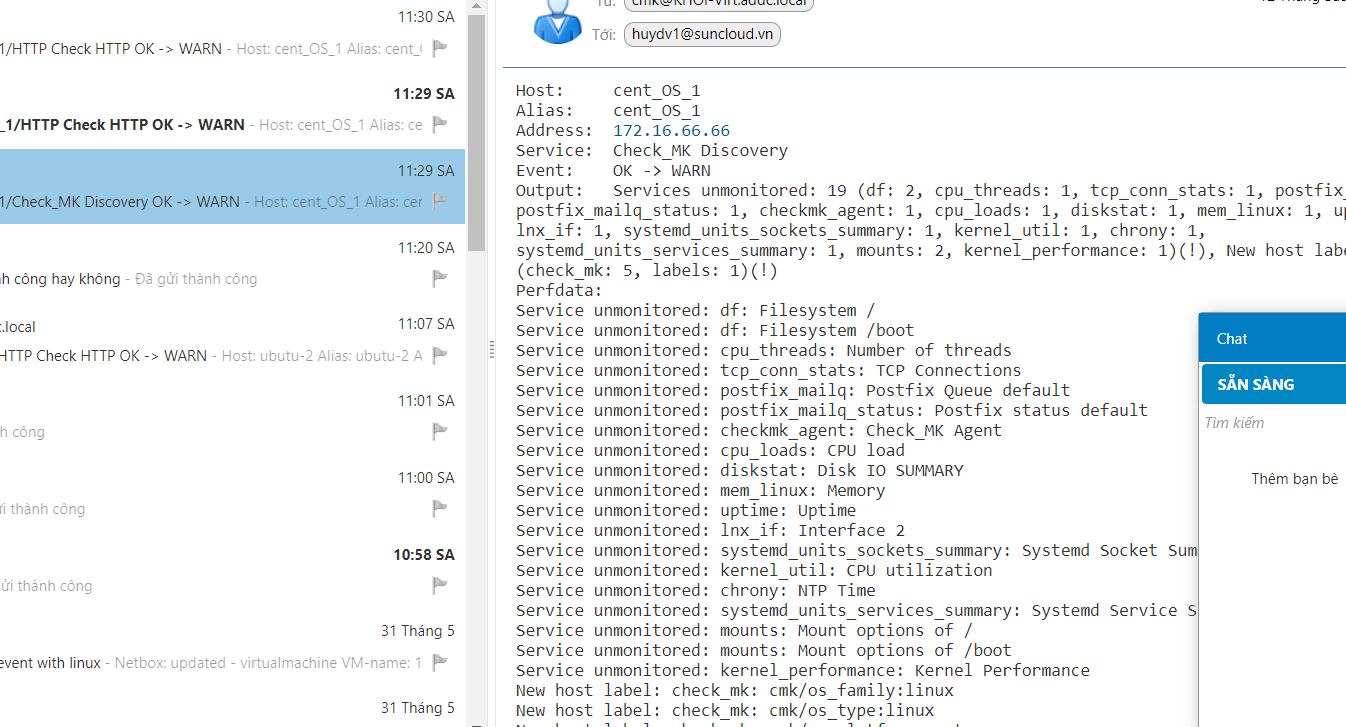 11:30 SA
1/HTTP Check HTTP OK -> WARN - Host: cent_OS_1 Alias: cent_
11:29 SA
_1/HTTP Check HTTP OK -> WARN - Host: cent_OS_1 Alias: ce
11:29 SA
1/Check_MK Discovery OK -> WARN - Host: cent_OS_1 Alias: cer
11:20 SA
công hay không - Đã gửi thành công
.local
11:07 SA
HTTP Check HTTP OK -> WARN - Host: ubutu-2 Alias: ubutu-2 A
11:01 SA
công
11:00 SA
thành công
10:58 SA
thành công
31 Tháng 5
event with linux - Netbox: updated - virtualmachine VM-name: 1
31 Tháng 5
Tới: huydv1@suncloud.vn
Host: cent_OS_1
Alias: cent_OS_1
Address: 172.16.66.66
Service: Check_MK Discovery
Event: OK -> WARN
Output: Services unmonitored: 19 (df: 2, cpu_threads: 1, tcp_conn_stats: 1, postfix_
postfix_mailq_status: 1, checkmk_agent: 1, cpu_loads: 1, diskstat: 1, mem_linux: 1, up
lnx_if: 1, systemd_units_sockets_summary: 1, kernel_util: 1, chrony: 1,
systemd_units_services_summary: 1, mounts: 2, kernel_performance: 1)(!), New host labe
(check_mk: 5, labels: 1)(!)
Perfdata:
Service unmonitored: df: Filesystem /
Service unmonitored: df: Filesystem /boot
Service unmonitored: cpu_threads: Number of threads
Service unmonitored: tcp_conn_stats: TCP Connections
Service unmonitored: postfix_mailq: Postfix Queue default
Service unmonitored: postfix_mailq_status: Postfix status default
Service unmonitored: checkmk_agent: Check_MK Agent
Service unmonitored: cpu_loads: CPU load
Service unmonitored: diskstat: Disk IO SUMMARY
Service unmonitored: mem_linux: Memory
Service unmonitored: uptime: Uptime
Service unmonitored: lnx_if: Interface 2
Service unmonitored: systemd_units_sockets_summary: Systemd Socket Sum
Service unmonitored: kernel_util: CPU utilization
Service unmonitored: chrony: NTP Time
Service unmonitored: systemd_units_services_summary: Systemd Service S
Service unmonitored: mounts: Mount options of /
Service unmonitored: mounts: Mount options of /boot
Service unmonitored: kernel_performance: Kernel Performance
New host label: check_mk: cmk/os_family:linux
New host label: check_mk: cmk/os_type:linux
Chat
SẴN SÀNG
Tìm kiếm
Thêm bạn bè